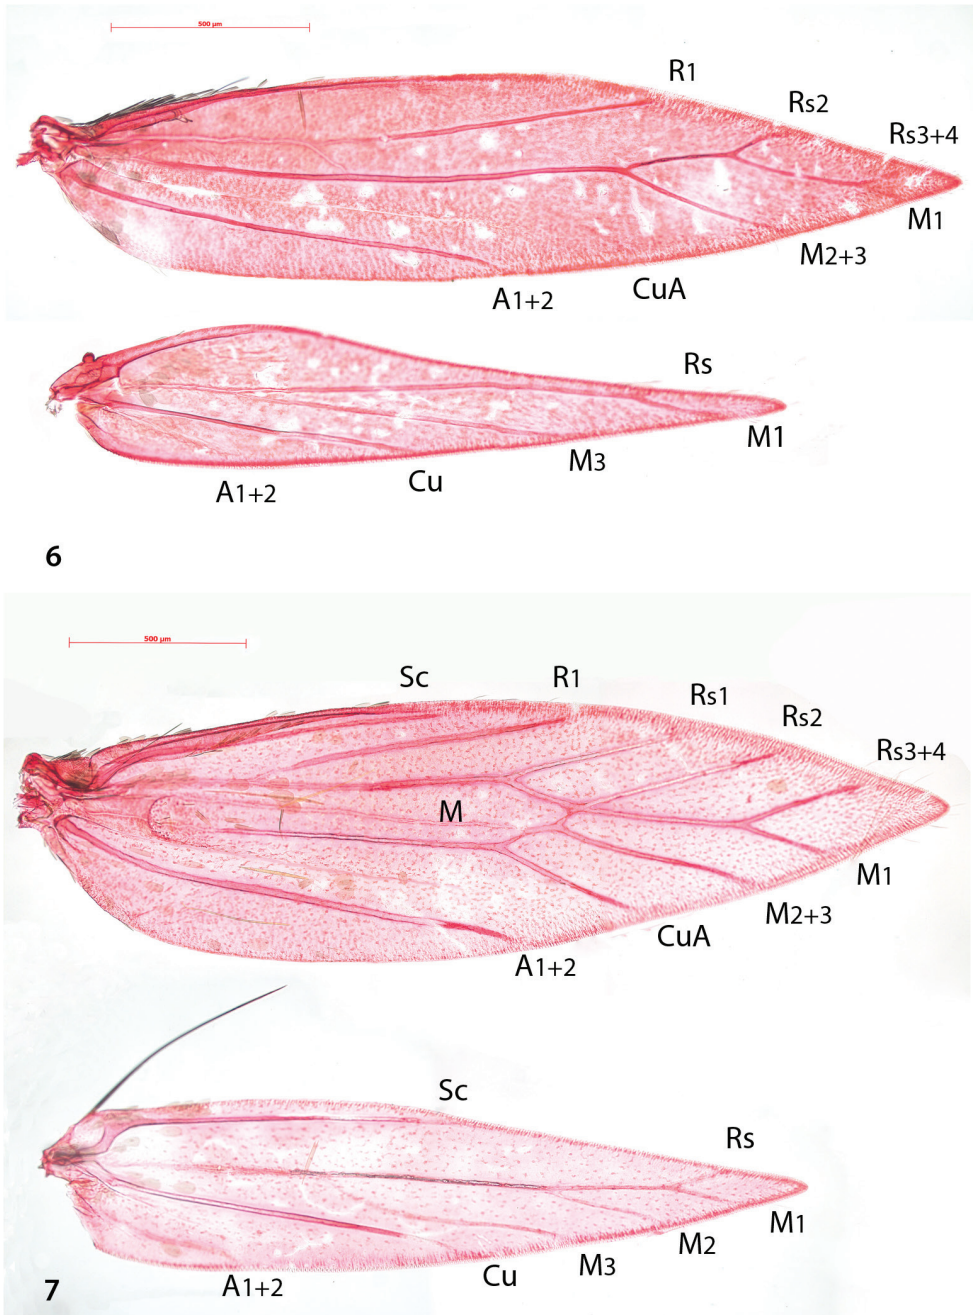 500 µm
R1
Rs2
Rs3+4
M1
M2+3
CuA
A1+2
Rs
M1
M3
Cu
A1+2
6
500 µm
Sc
R1
Rs1
Rs2
Rs3+4
M
M1
M2+3
CuA
A1+2
Sc
Rs
M1
M2
M3
Cu
A1+2
7